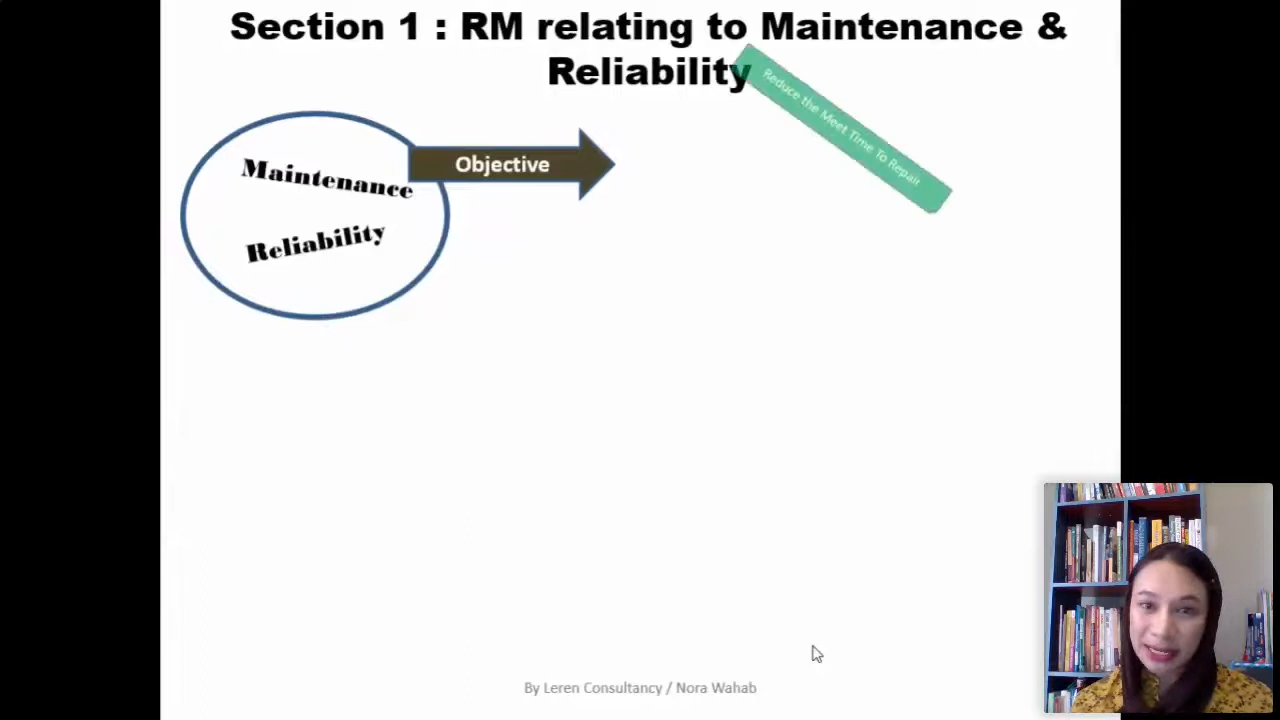 Section 1 : RM relating to Maintenance &
Reliability
Reduce the Meet Time To Repair
Maintenance
Objective
Reliability
By Leren Consultancy / Nora Wahab